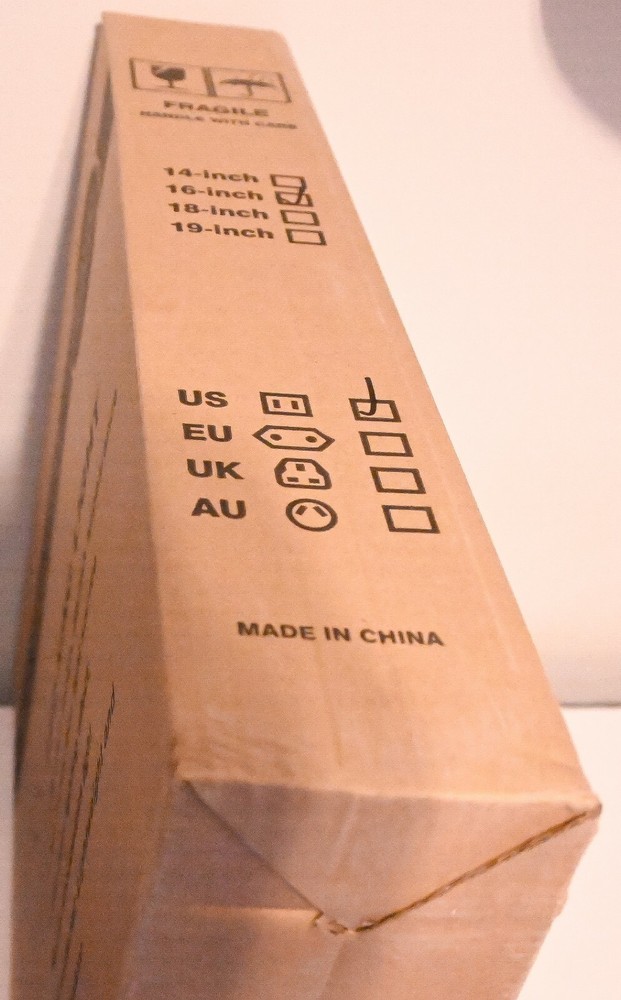 FRAGILE
HANDLE WITH CARE
14-inch
16-inch
18-inch
19-inch
US
EU
UK
AU
MADE IN CHINA